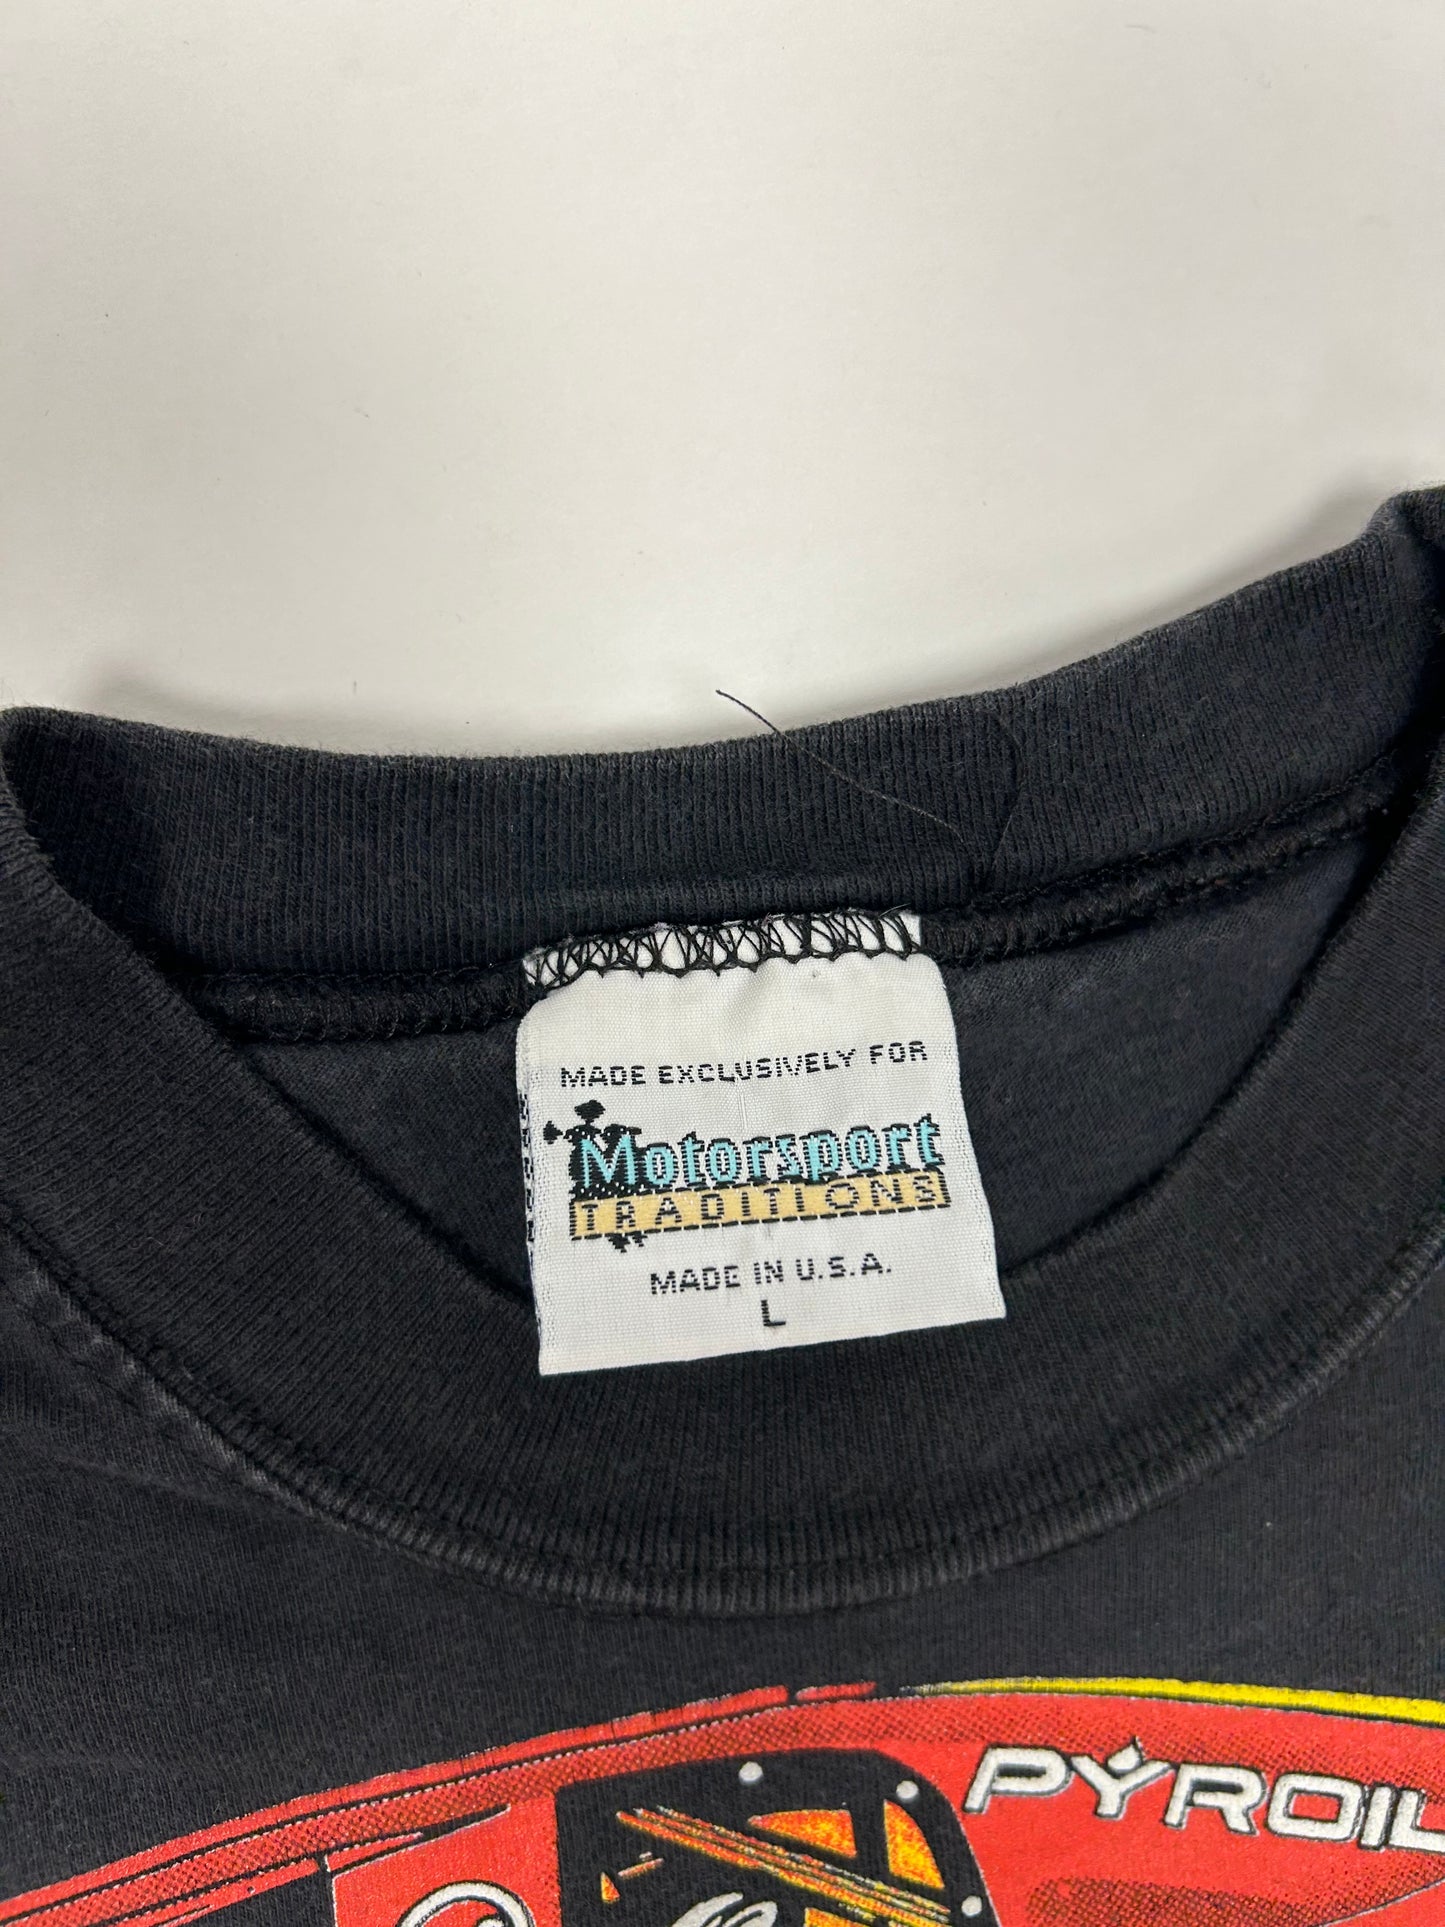 MADE EXCLUSIVELY FOR
Motorsport
TRADITIONS
MADE IN U.S.A.
L
PYROIL